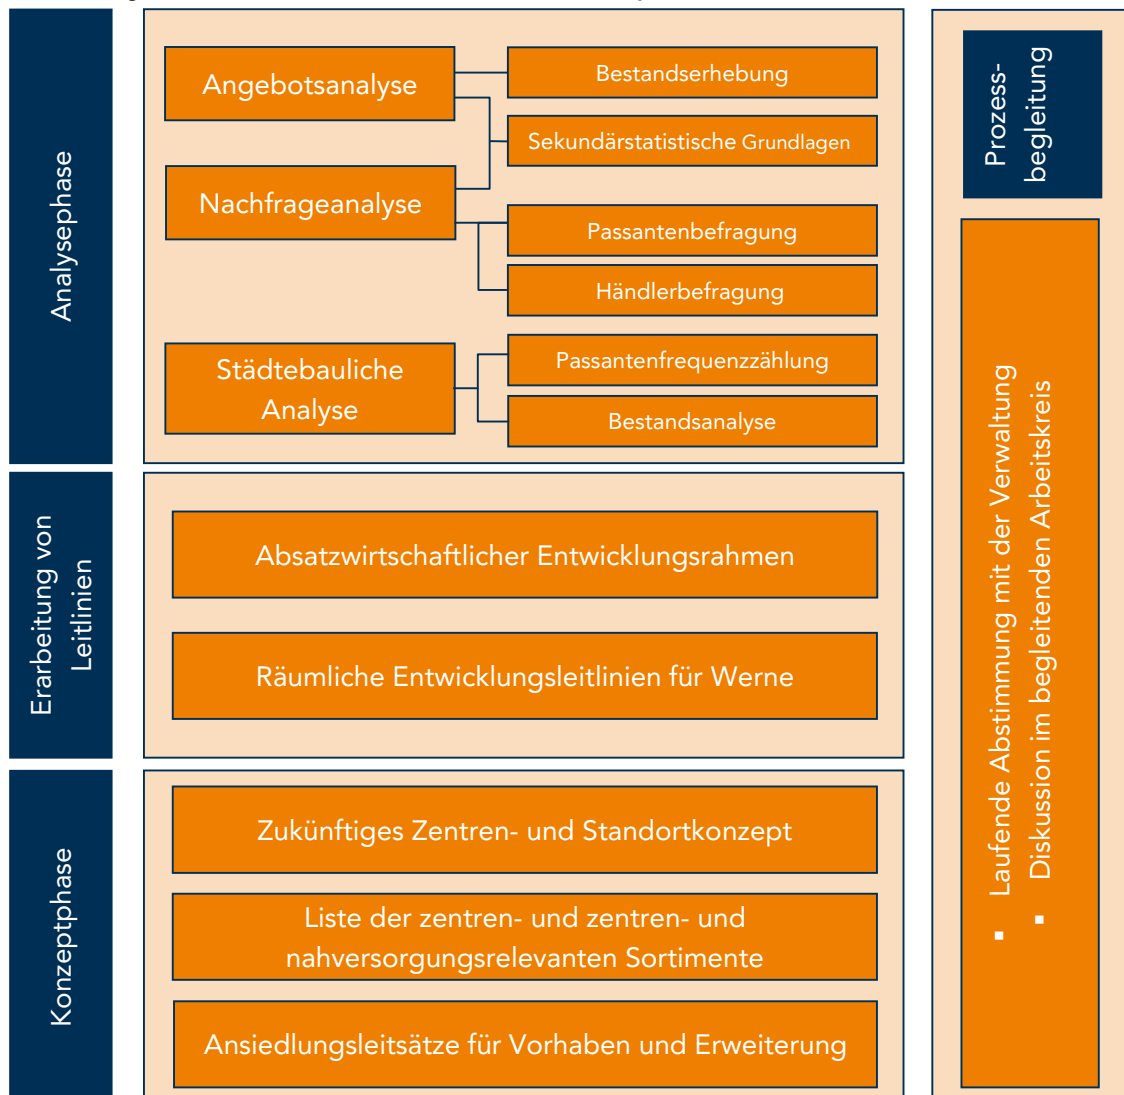 Analysephase
Angebotsanalyse
Bestandserhebung
Sekundärstatistische Grundlagen
Nachfrageanalyse
Passantenbefragung
Händlerbefragung
Städtebauliche
Analyse
Passantenfrequenzzählung
Bestandsanalyse
Erarbeitung von
Leitlinien
Absatzwirtschaftlicher Entwicklungsrahmen
Räumliche Entwicklungsleitlinien für Werne
Konzeptphase
Zukünftiges Zentren- und Standortkonzept
Liste der zentren- und zentren- und
nahversorgungsrelevanten Sortimente
Ansiedlungsleitsätze für Vorhaben und Erweiterung
Prozess-
begleitung
▪ Laufende Abstimmung mit der Verwaltung
▪ Diskussion im begleitenden Arbeitskreis